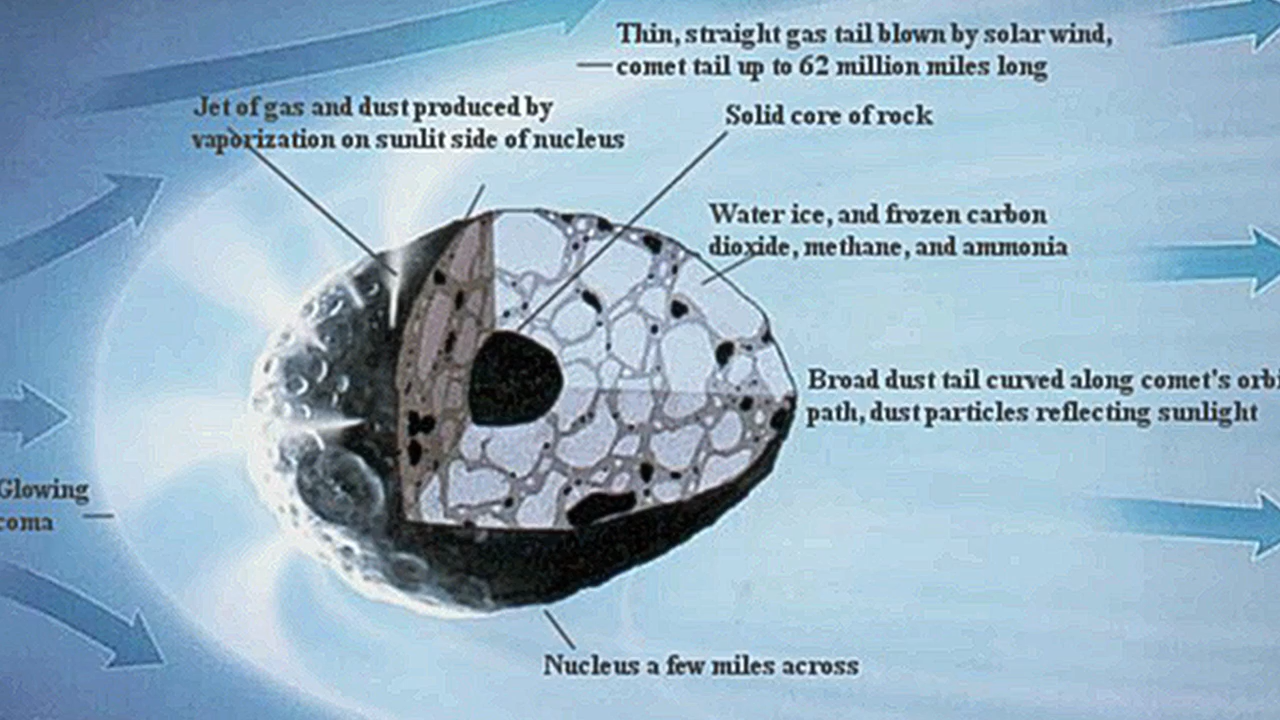 Thin, straight gas tail blown by solar wind,
comet tail up to 62 million miles long
Jet of gas and dust produced by
vaporization on sunlit side of nucleus
Solid core of rock
Water ice, and frozen carbon
dioxide, methane, and ammonia
Broad dust tail curved along comet's orbi
path, dust particles reflecting sunlight
Glowing
coma
Nucleus a few miles across